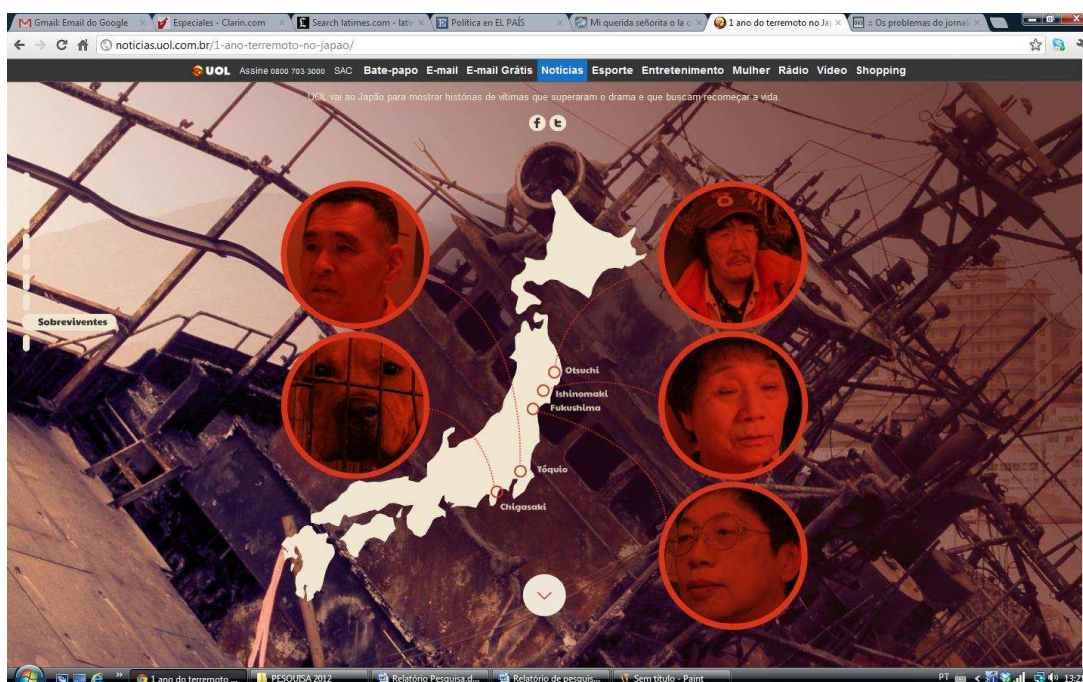 Gmail: Email do Google
Especiales - Clarin.com
Search latimes.com - latir
Política en EL PAÍS
Mi querida señorita o la c
1 ano do terremoto no Ja
:: Os problemas do jornali
noticias.uol.com.br/1-ano-terremoto-no-japao/
UOL Assine 0800 703 3000 SAC Bate-papo E-mail E-mail Grátis Notícias Esporte Entretenimento Mulher Rádio Vídeo Shopping
UOL vai ao Japão para mostrar histórias de vítimas que superaram o drama e que buscam recomeçar a vida.
f t
Sobreviventes
Otsuchi
Ishinomaki
Fukushima
Tóquio
Chigasaki
1 ano do terremoto ...
PESQUISA 2012
Relatório Pesquisa.d...
Relatório de pesquis...
Sem título - Paint
PT